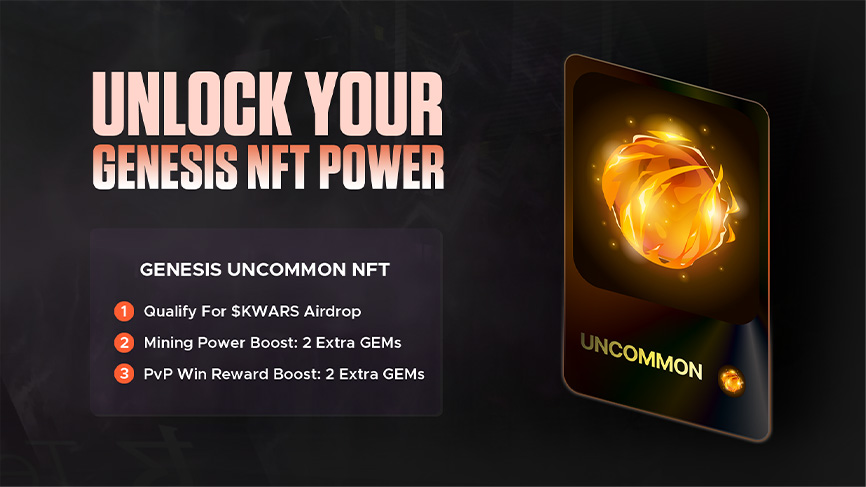 UNLOCK YOUR
GENESIS NFT POWER
GENESIS UNCOMMON NFT
1 Qualify For $KWARS Airdrop
2 Mining Power Boost: 2 Extra GEMs
3 PvP Win Reward Boost: 2 Extra GEMs
UNCOMMON